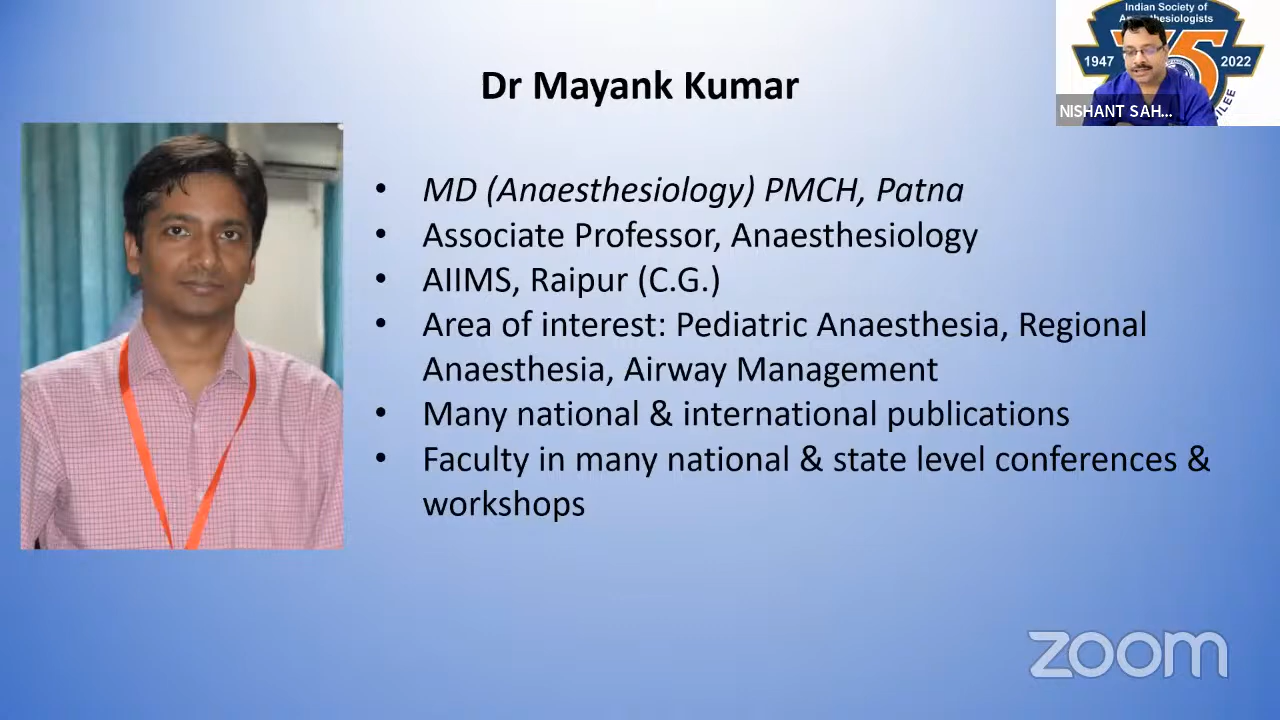 Dr Mayank Kumar
• MD (Anaesthesiology) PMCH, Patna
• Associate Professor, Anaesthesiology
• AIIMS, Raipur (C.G.)
• Area of interest: Pediatric Anaesthesia, Regional
Anaesthesia, Airway Management
• Many national & international publications
• Faculty in many national & state level conferences &
workshops
Indian Society of
1947
2022
NISHANT SAH...
zoom